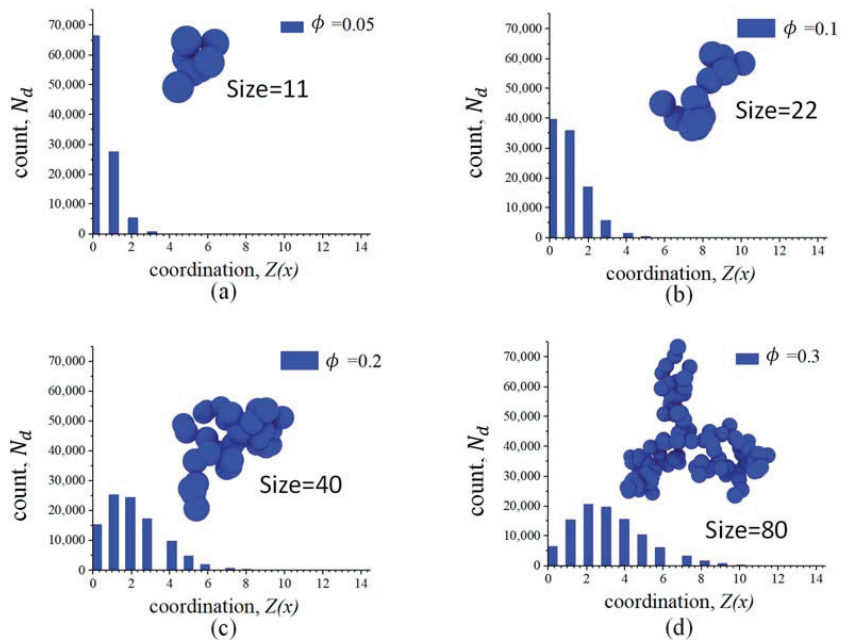 70,000
60,000
50,000
40,000
30,000
20,000
10,000
0
count, N_d
ϕ =0.05
Size=11
0 2 4 6 8 10 12 14
coordination, Z(x)
(a)
70,000
60,000
50,000
40,000
30,000
20,000
10,000
0
count, N_d
ϕ =0.1
Size=22
0 2 4 6 8 10 12 14
coordination, Z(x)
(b)
70,000
60,000
50,000
40,000
30,000
20,000
10,000
0
count, N_d
ϕ =0.2
Size=40
0 2 4 6 8 10 12 14
coordination, Z(x)
(c)
70,000
60,000
50,000
40,000
30,000
20,000
10,000
0
count, N_d
ϕ =0.3
Size=80
0 2 4 6 8 10 12 14
coordination, Z(x)
(d)